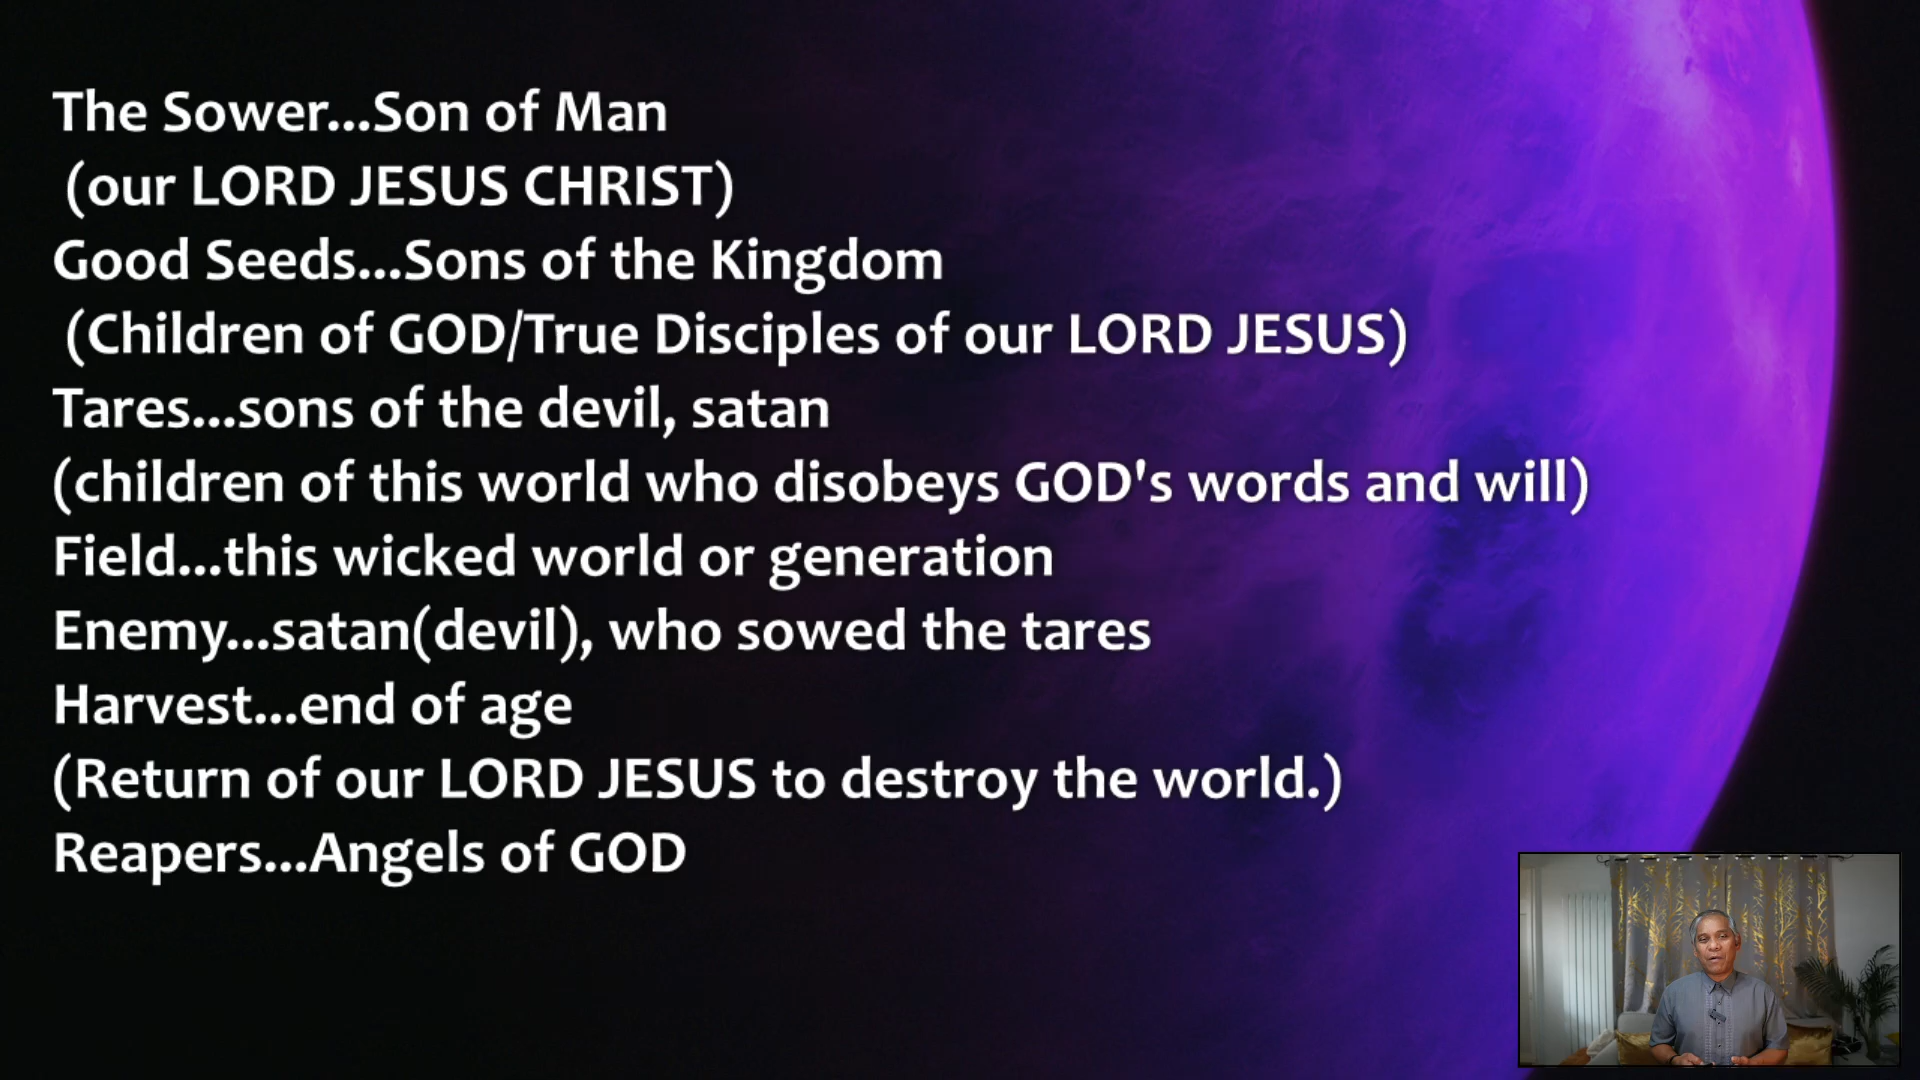 The Sower...Son of Man
(our LORD JESUS CHRIST)
Good Seeds...Sons of the Kingdom
(Children of GOD/True Disciples of our LORD JESUS)
Tares...sons of the devil, satan
(children of this world who disobeys GOD's words and will)
Field...this wicked world or generation
Enemy...satan(devil), who sowed the tares
Harvest...end of age
(Return of our LORD JESUS to destroy the world.)
Reapers...Angels of GOD